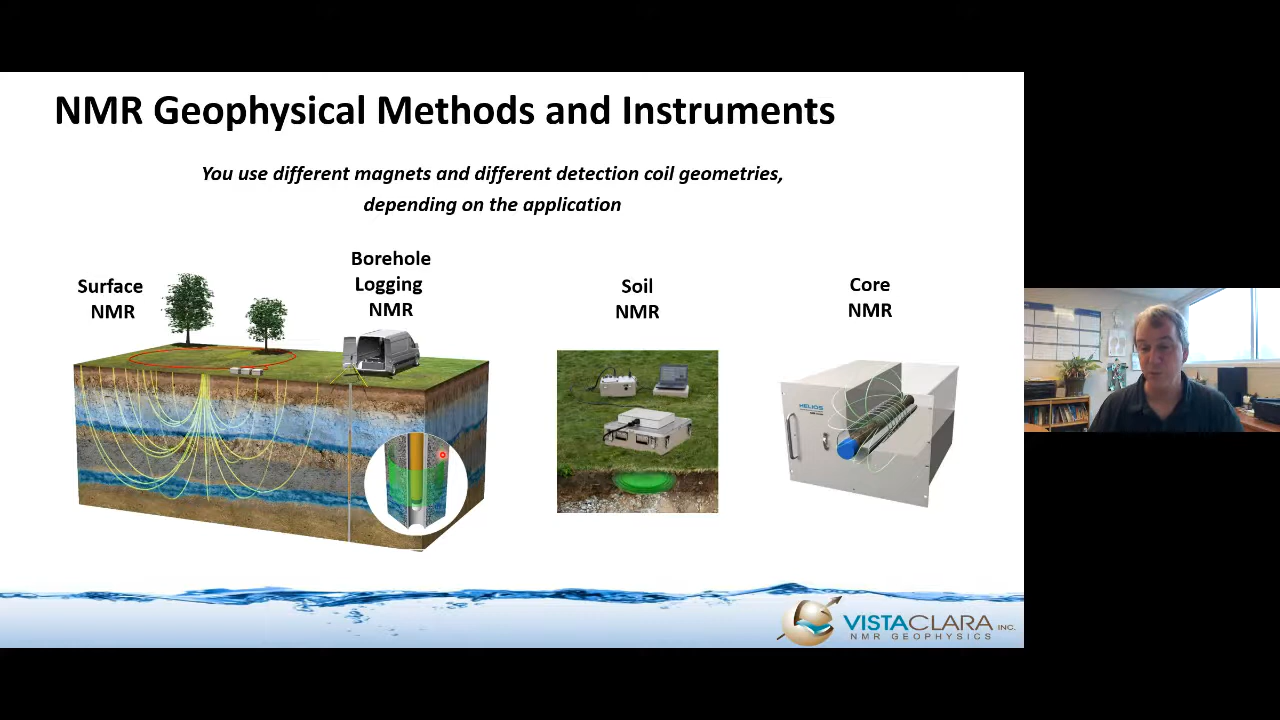 NMR Geophysical Methods and Instruments
You use different magnets and different detection coil geometries,
depending on the application
Surface
NMR
Borehole
Logging
NMR
Soil
NMR
Core
NMR
HELIOS
VISTACLARA INC.
NMR GEOPHYSICS